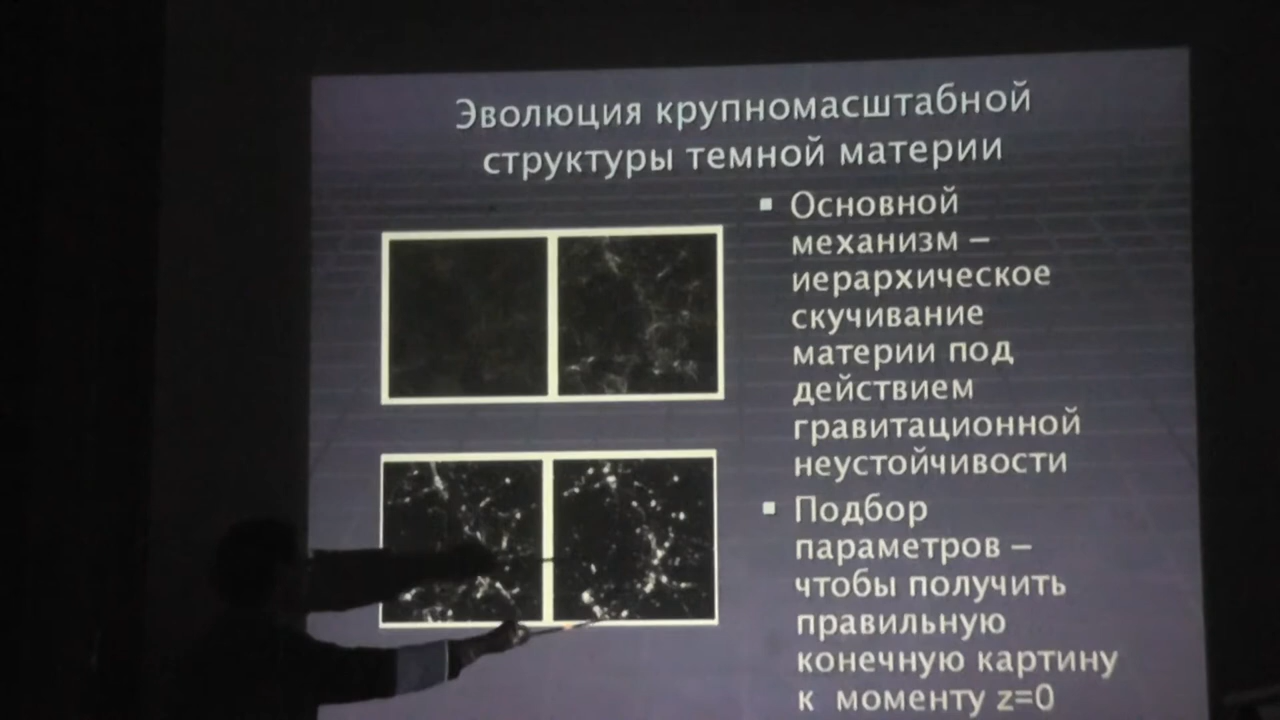 Эволюция крупномасштабной
структуры темной материи
▪ Основной
механизм –
иерархическое
скучивание
материи под
действием
гравитационной
неустойчивости
▪ Подбор
параметров –
чтобы получить
правильную
конечную картину
к моменту z=0